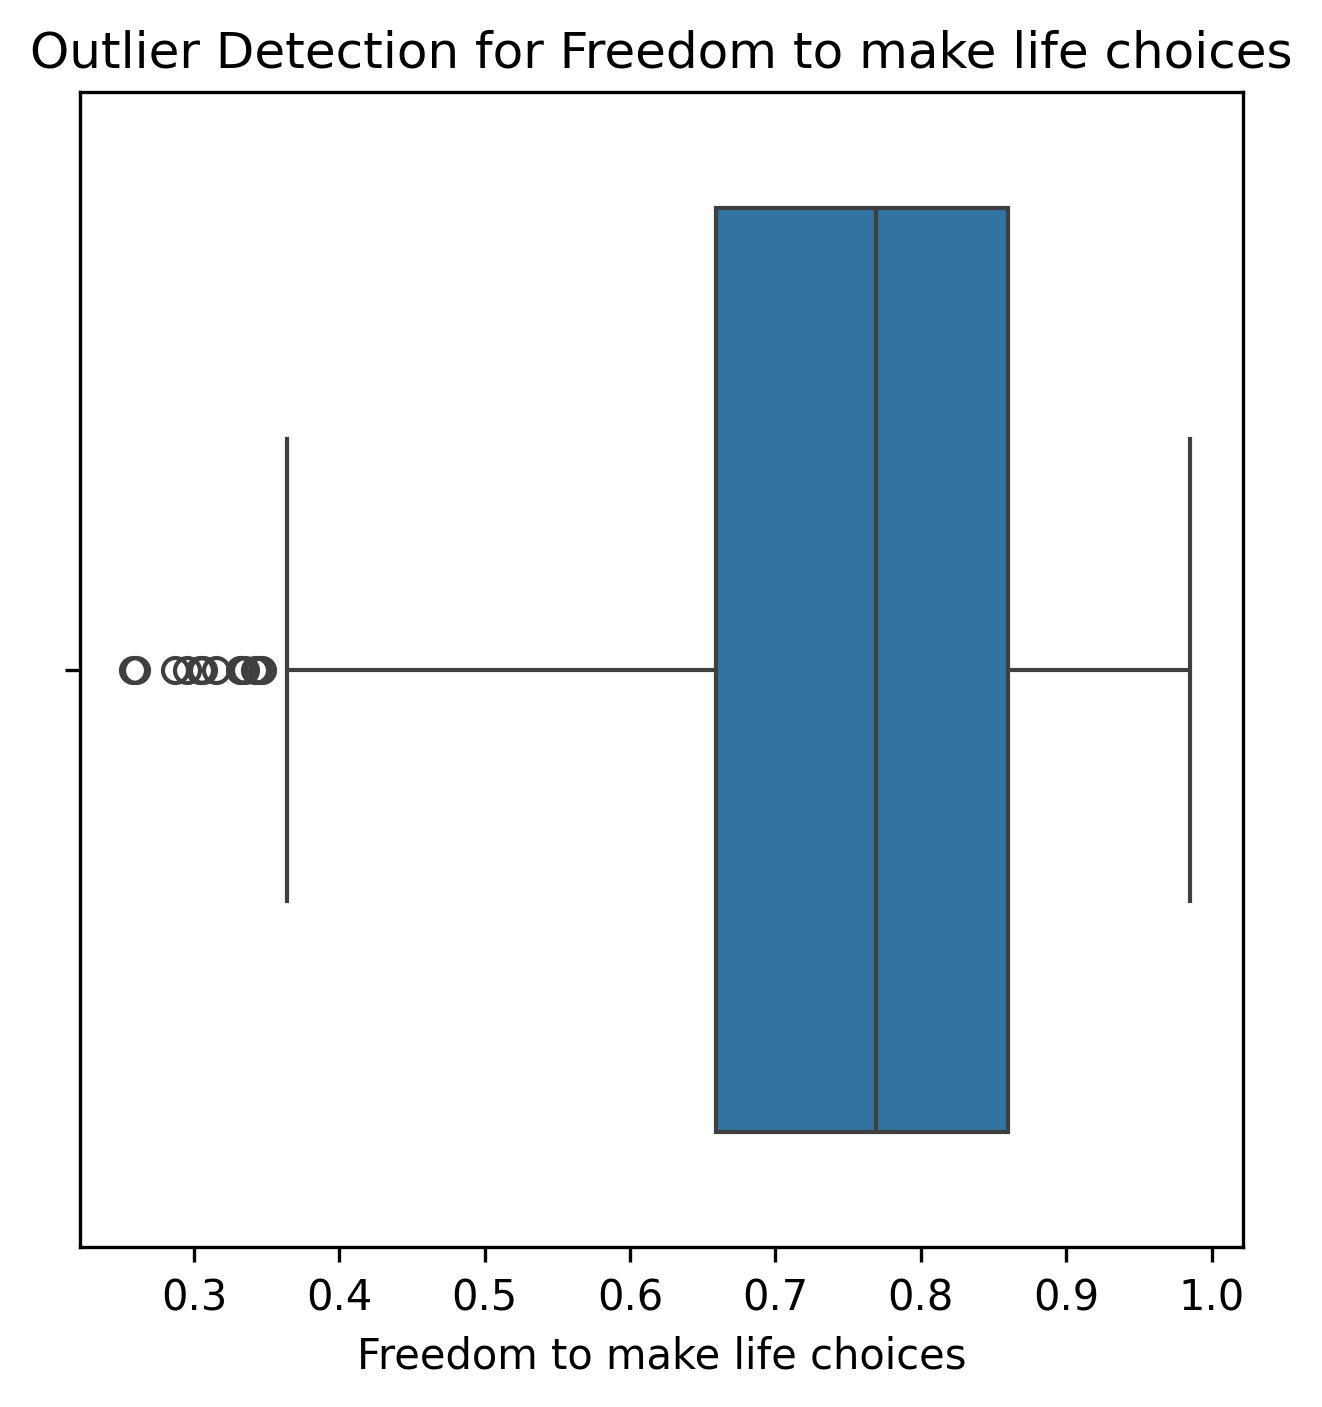 Outlier Detection for Freedom to make life choices
0.3 0.4 0.5 0.6 0.7 0.8 0.9 1.0
Freedom to make life choices